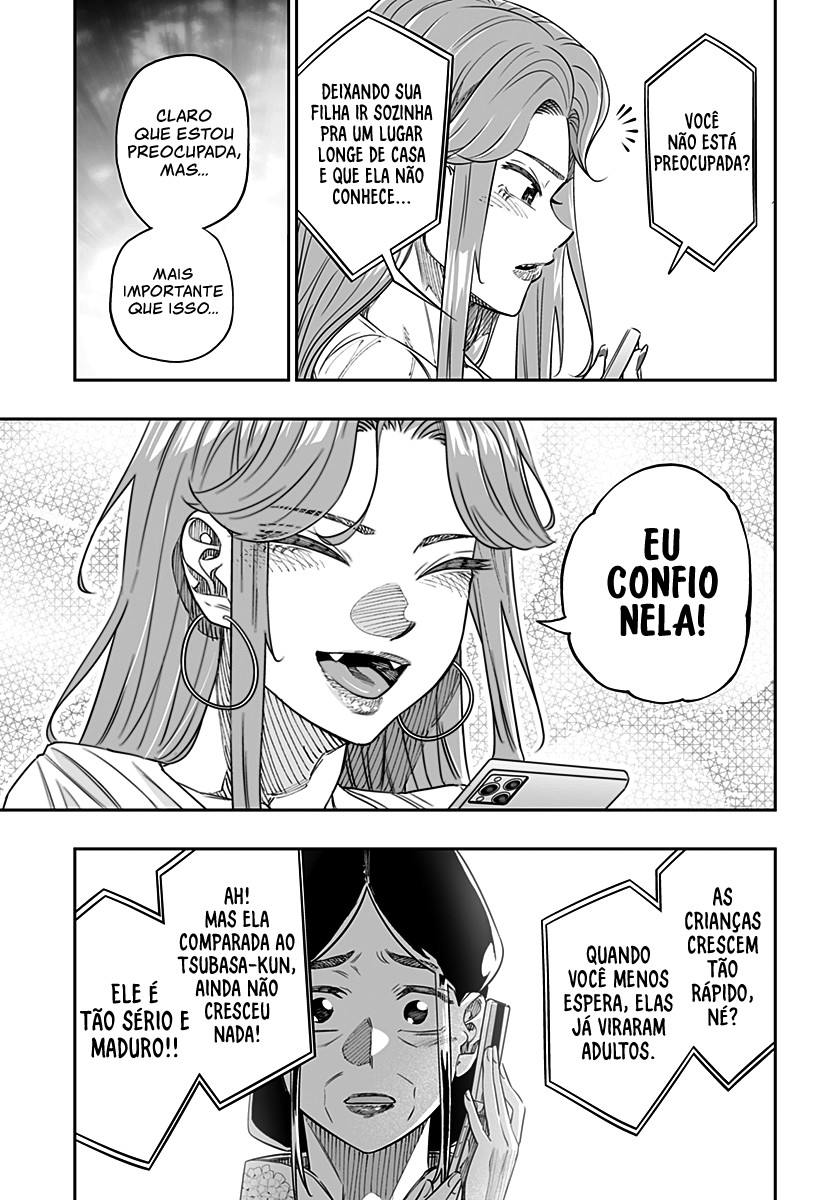 VOCÊ
NÃO ESTÁ
PREOCUPADA?
DEIXANDO SUA
FILHA IR SOZINHA
PRA UM LUGAR
LONGE DE CASA
E QUE ELA NÃO
CONHECE...
CLARO
QUE ESTOU
PREOCUPADA,
MAS...
MAIS
IMPORTANTE
QUE ISSO...
EU
CONFIO
NELA!
AS
CRIANÇAS
CRESCEM
TÃO
RÁPIDO,
NÉ?
QUANDO
VOCÊ MENOS
ESPERA, ELAS
JÁ VIRARAM
ADULTOS.
AH!
MAS ELA
COMPARADA AO
TSUBASA-KUN,
AINDA NÃO
CRESCEU
NADA!
ELE É
TÃO SÉRIO E
MADURO!!